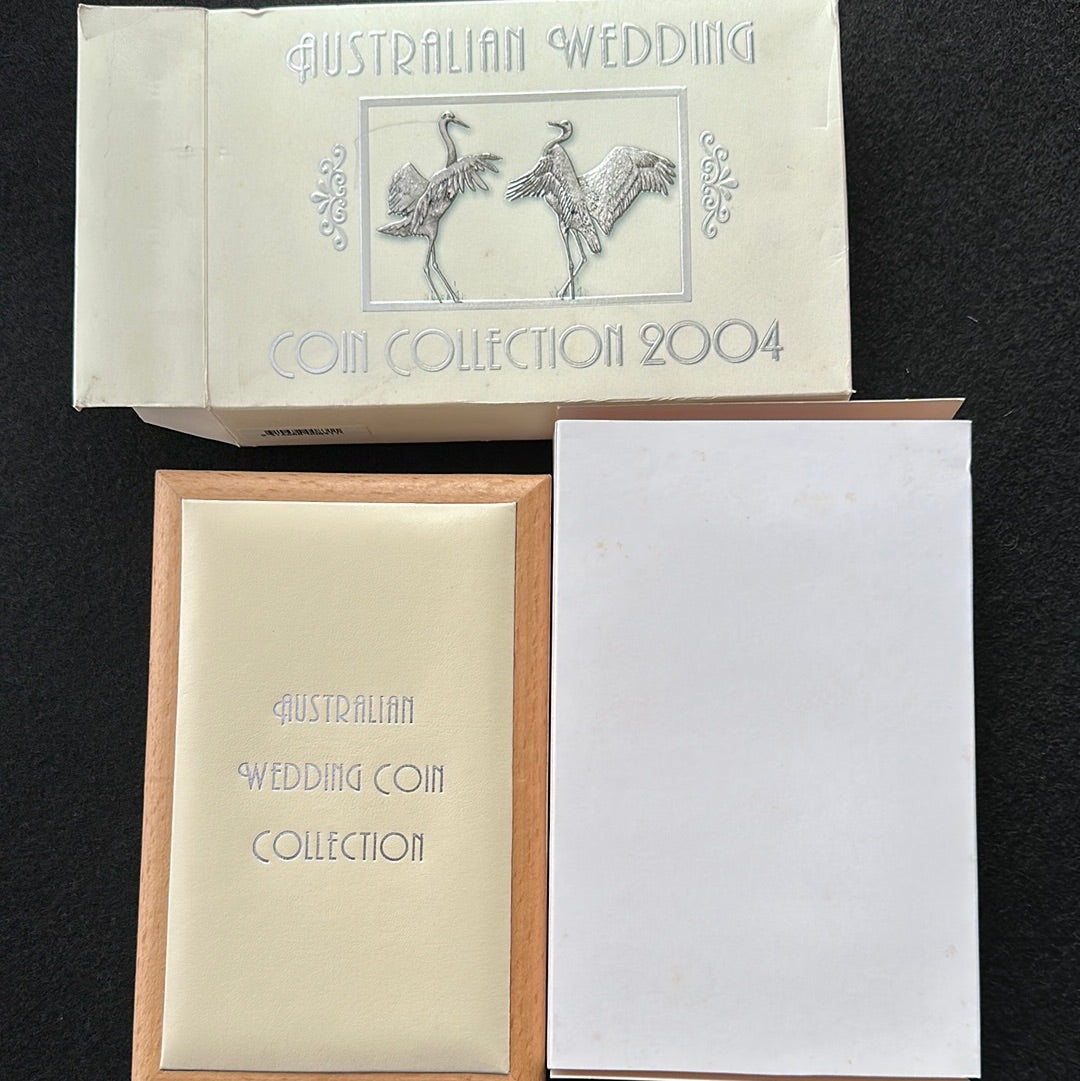 AUSTRALIAN WEDDING
COIN COLLECTION 2004
AUSTRALIAN
WEDDING COIN
COLLECTION